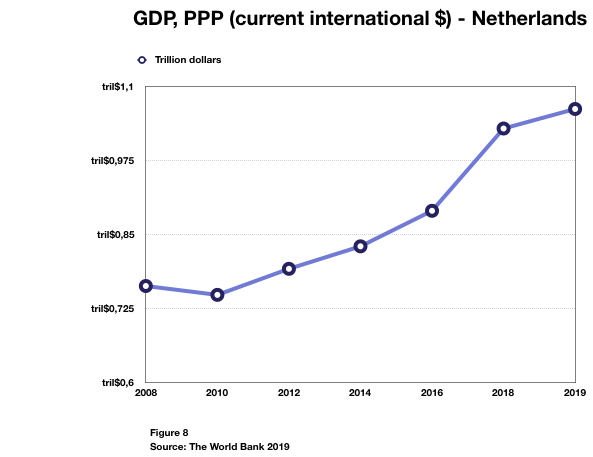 GDP, PPP (current international $) - Netherlands
Trillion dollars
tril$1,1
tril$0,975
tril$0,85
tril$0,725
tril$0,6
2008 2010 2012 2014 2016 2018 2019
Figure 8
Source: The World Bank 2019